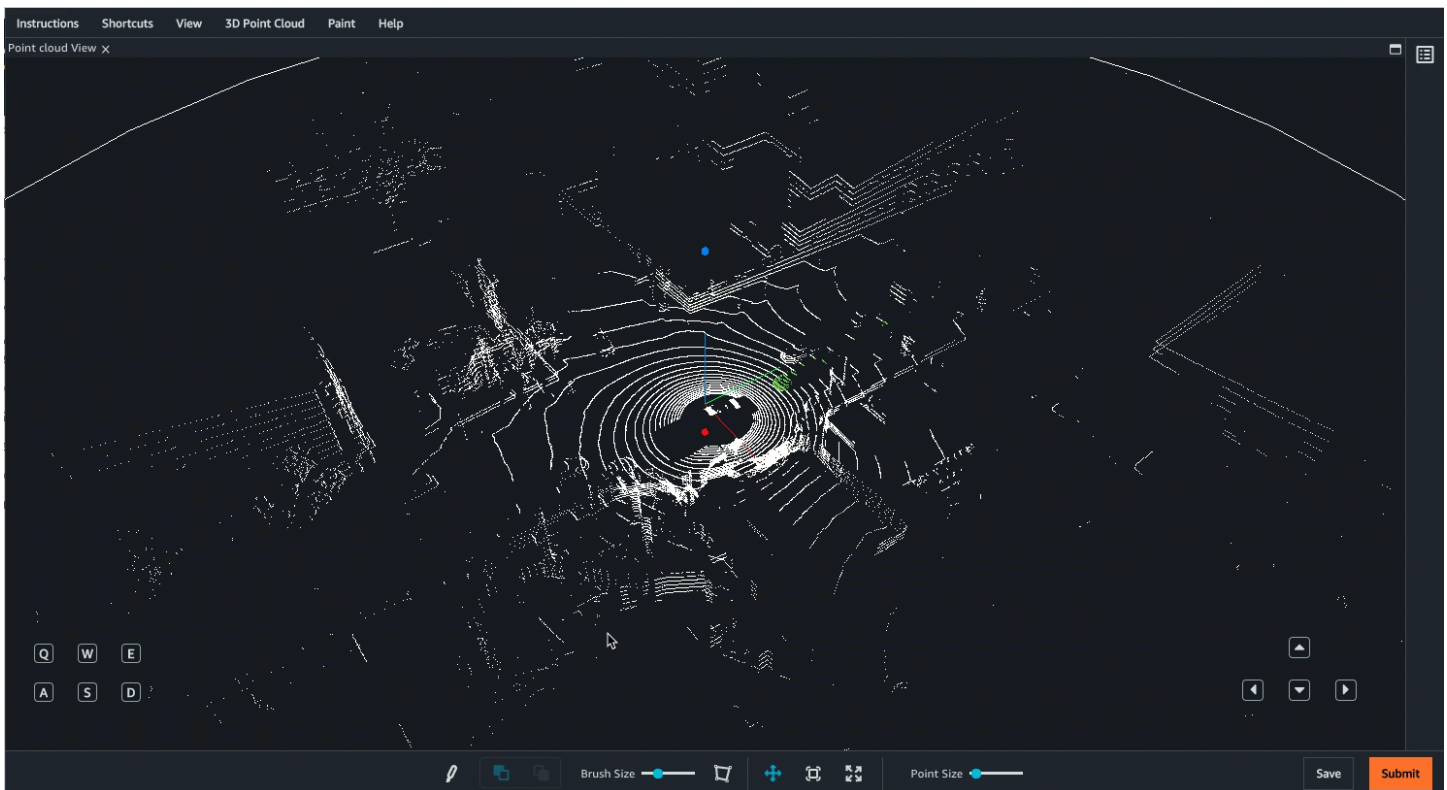 Instructions Shortcuts View 3D Point Cloud Paint Help
Point cloud View x
Q W E
A S D
Brush Size Point Size Save Submit